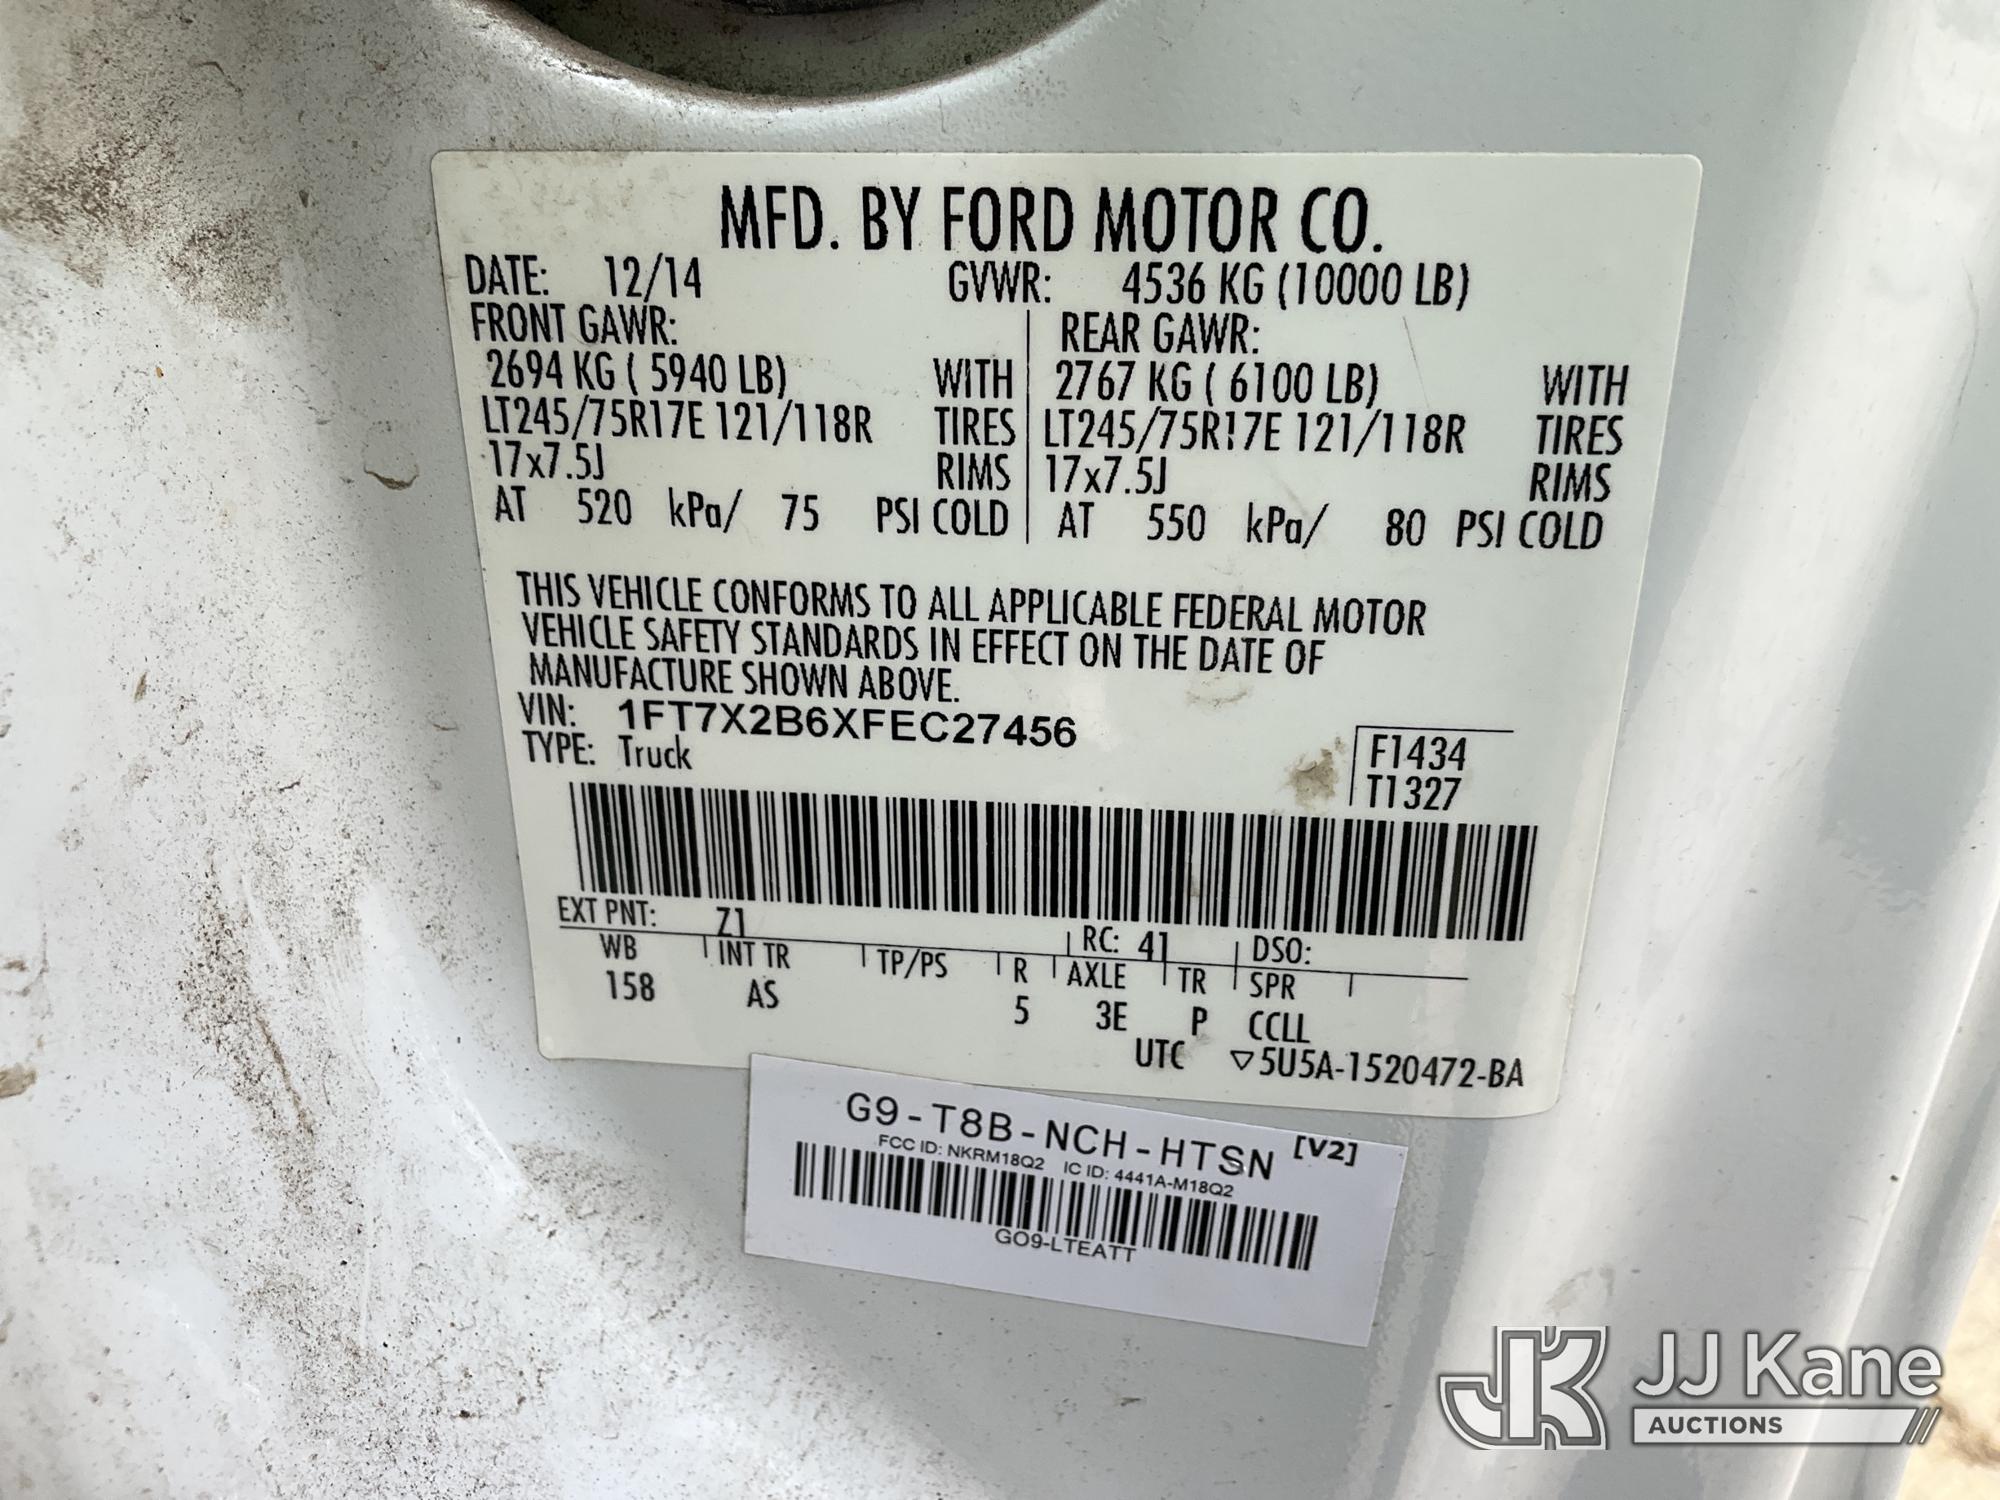 MFD. BY FORD MOTOR CO.
DATE: 12/14 GVWR: 4536 KG (10000 LB)
FRONT GAWR: REAR GAWR:
2694 KG ( 5940 LB) WITH 2767 KG ( 6100 LB) WITH
LT245/75R17E 121/118R TIRES LT245/75R17E 121/118R TIRES
17x7.5J RIMS 17x7.5J RIMS
AT 520 kPa/ 75 PSI COLD AT 550 kPa/ 80 PSI COLD
THIS VEHICLE CONFORMS TO ALL APPLICABLE FEDERAL MOTOR
VEHICLE SAFETY STANDARDS IN EFFECT ON THE DATE OF
MANUFACTURE SHOWN ABOVE.
VIN: 1FT7X2B6XFEC27456
TYPE: Truck
F1434
T1327
EXT PNT: Z1 RC: 41 DSO:
WB INT TR TP/PS R AXLE TR SPR
158 AS 5 3E P CCLL
UTC ▽5U5A-1520472-BA
G9-T8B-NCH-HTSN [V2]
FCC ID: NKRM18Q2 IC ID: 4441A-M18Q2
GO9-LTEATT
JK JJ Kane
AUCTIONS